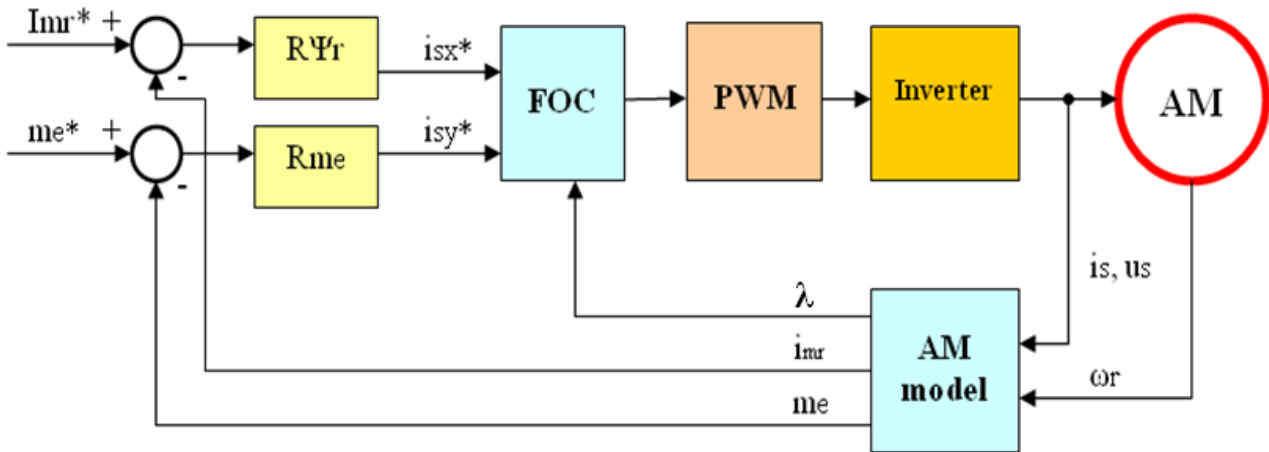 Imr* +
-
RΨr
isx*
FOC
PWM
Inverter
AM
me* +
-
Rme
isy*
is, us
λ
imr
me
AM
model
ωr